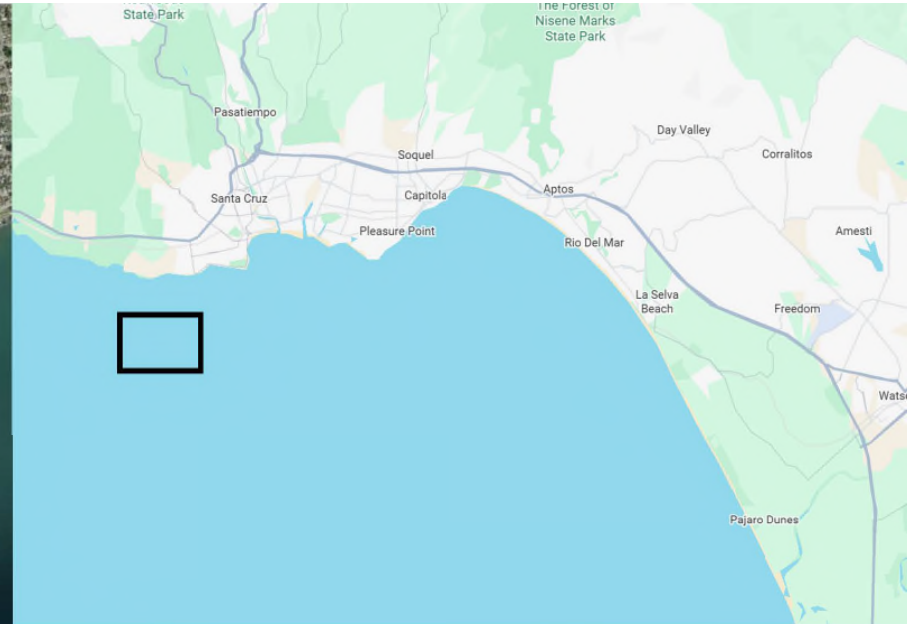 State Park
The Forest of
Nisene Marks
State Park
Pasatiempo
Day Valley
Soquel
Corralitos
Santa Cruz
Capitola
Aptos
Pleasure Point
Rio Del Mar
Amesti
La Selva
Beach
Freedom
Wats
Pajaro Dunes